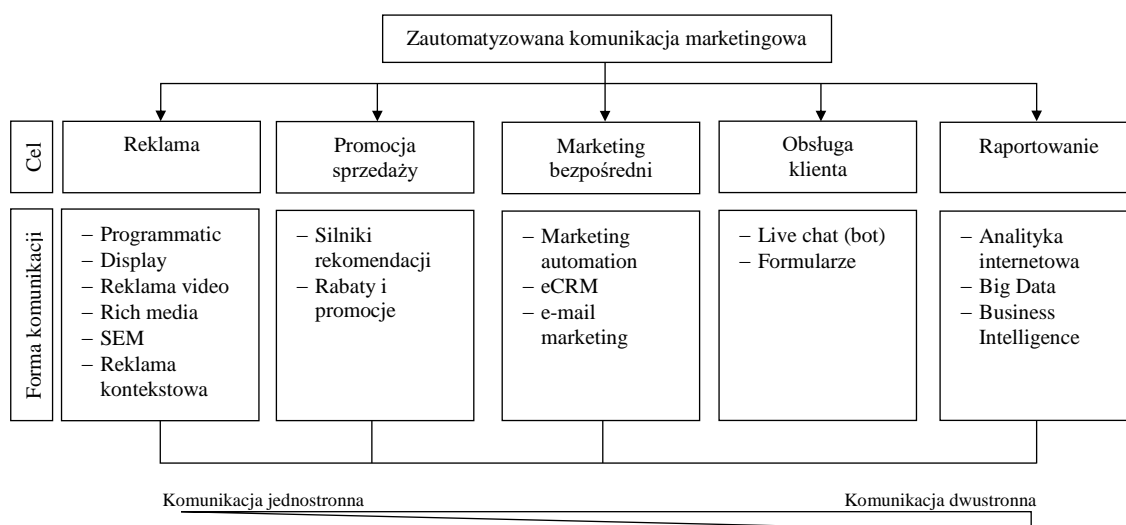 Zautomatyzowana komunikacja marketingowa
Cel
Reklama
Promocja
sprzedaży
Marketing
bezpośredni
Obsługa
klienta
Raportowanie
Forma komunikacji
– Programmatic
– Display
– Reklama video
– Rich media
– SEM
– Reklama
kontekstowa
– Silniki
rekomendacji
– Rabaty i
promocje
– Marketing
automation
– eCRM
– e-mail
marketing
– Live chat (bot)
– Formularze
– Analityka
internetowa
– Big Data
– Business
Intelligence
Komunikacja jednostronna
Komunikacja dwustronna